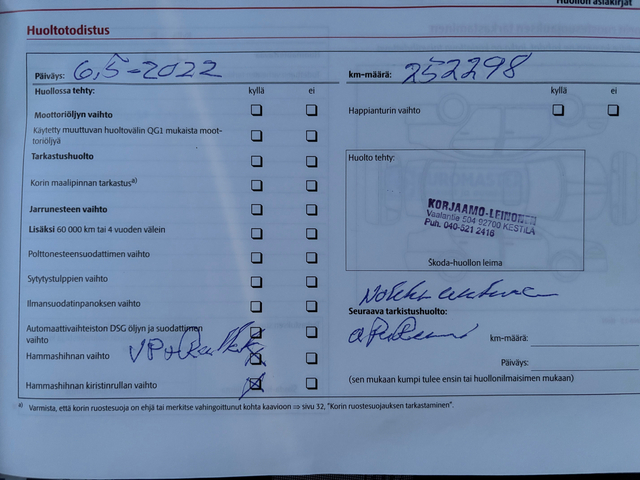 Huollon asiakirjat
Huoltotodistus
Päiväys: 6,5-2022
km-määrä: 252298
Huollossa tehty: kyllä ei
kyllä ei
Moottoriöljyn vaihto
Happianturin vaihto
Käytetty muuttuvan huoltovälin QG1 mukaista moot-
toriöljyä
Tarkastushuolto
Huolto tehty:
Korin maalipinnan tarkastus a)
Jarrunesteen vaihto
KORJAAMO-LEINONEN
Vaalantie 504 92700 KESTILÄ
Puh. 040-521 2416
Lisäksi 60 000 km tai 4 vuoden välein
Polttonesteensuodattimen vaihto
Škoda-huollon leima
Sytytystulppien vaihto
Ilmansuodatinpanoksen vaihto
Seuraava tarkistushuolto:
Automaattivaihteiston DSG öljyn ja suodattimen
vaihto
km-määrä:
Hammashihnan vaihto
Päiväys:
Hammashihnan kiristinrullan vaihto
(sen mukaan kumpi tulee ensin tai huollonilmaisimen mukaan)
a) Varmista, että korin ruostesuoja on ehjä tai merkitse vahingoittunut kohta kaavioon ⇒ sivu 32, "Korin ruostesuojauksen tarkastaminen".